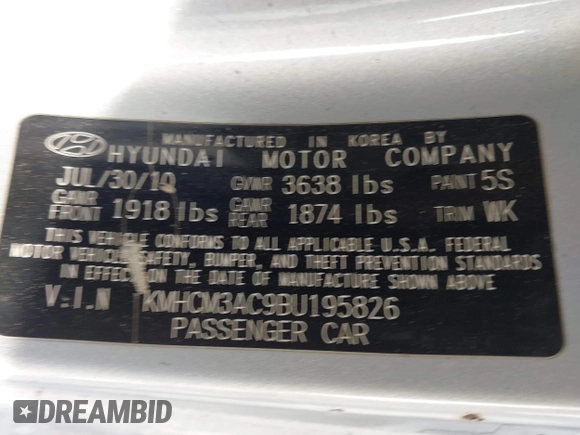 MANUFACTURED IN KOREA BY
HYUNDAI MOTOR COMPANY
JUL/30/10 GVWR 3638 lbs PAINT 5S
GAWR FRONT 1918 lbs GAWR REAR 1874 lbs TRIM WK
THIS VEHICLE CONFORMS TO ALL APPLICABLE U.S.A. FEDERAL
MOTOR VEHICLE SAFETY, BUMPER, AND THEFT PREVENTION STANDARDS
IN EFFECT ON THE DATE OF MANUFACTURE SHOWN ABOVE.
V.I.N KMHCM3AC9BU195826
PASSENGER CAR
DREAMBID